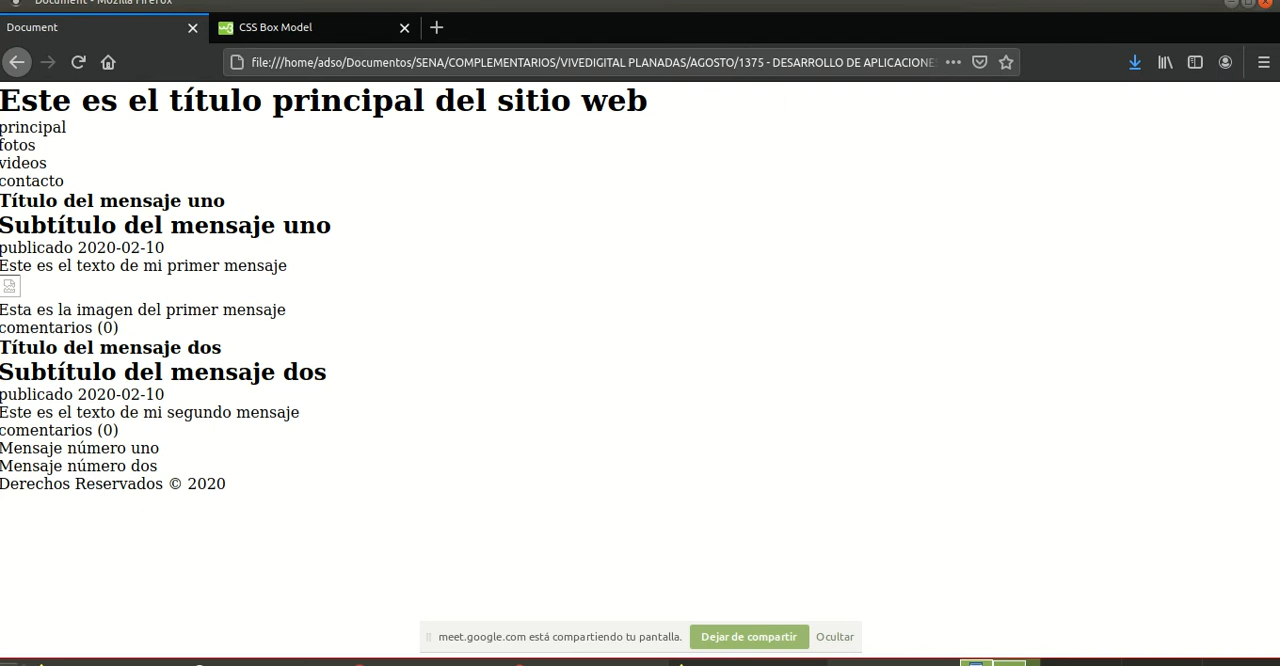 Document - Mozilla Firefox
Document
CSS Box Model
file:///home/adso/Documentos/SENA/COMPLEMENTARIOS/VIVEDIGITAL PLANADAS/AGOSTO/1375 - DESARROLLO DE APLICACIONE
Este es el título principal del sitio web
principal
fotos
videos
contacto
Título del mensaje uno
Subtítulo del mensaje uno
publicado 2020-02-10
Este es el texto de mi primer mensaje
Esta es la imagen del primer mensaje
comentarios (0)
Título del mensaje dos
Subtítulo del mensaje dos
publicado 2020-02-10
Este es el texto de mi segundo mensaje
comentarios (0)
Mensaje número uno
Mensaje número dos
Derechos Reservados © 2020
meet.google.com está compartiendo tu pantalla.
Dejar de compartir
Ocultar